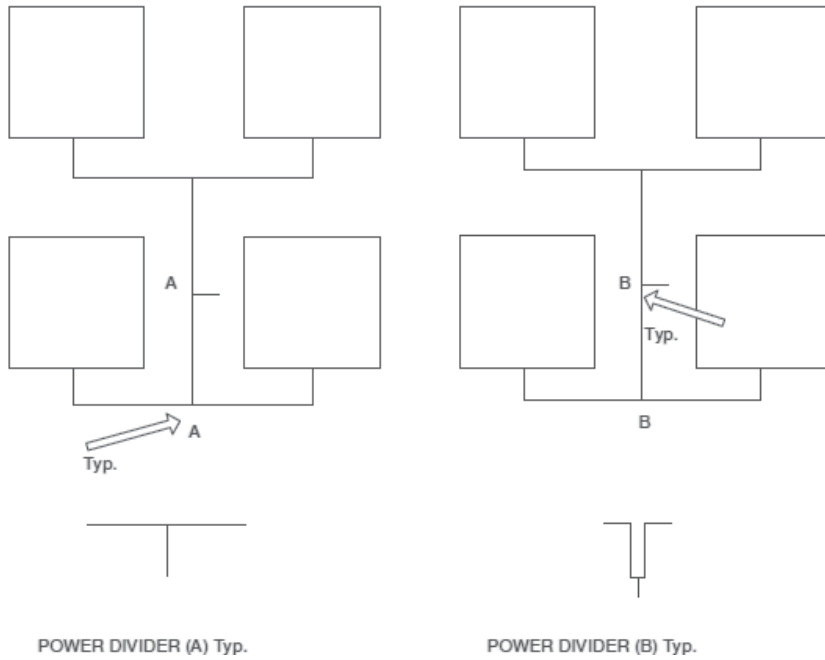 A
B
Typ.
A
B
Typ.
POWER DIVIDER (A) Typ.
POWER DIVIDER (B) Typ.